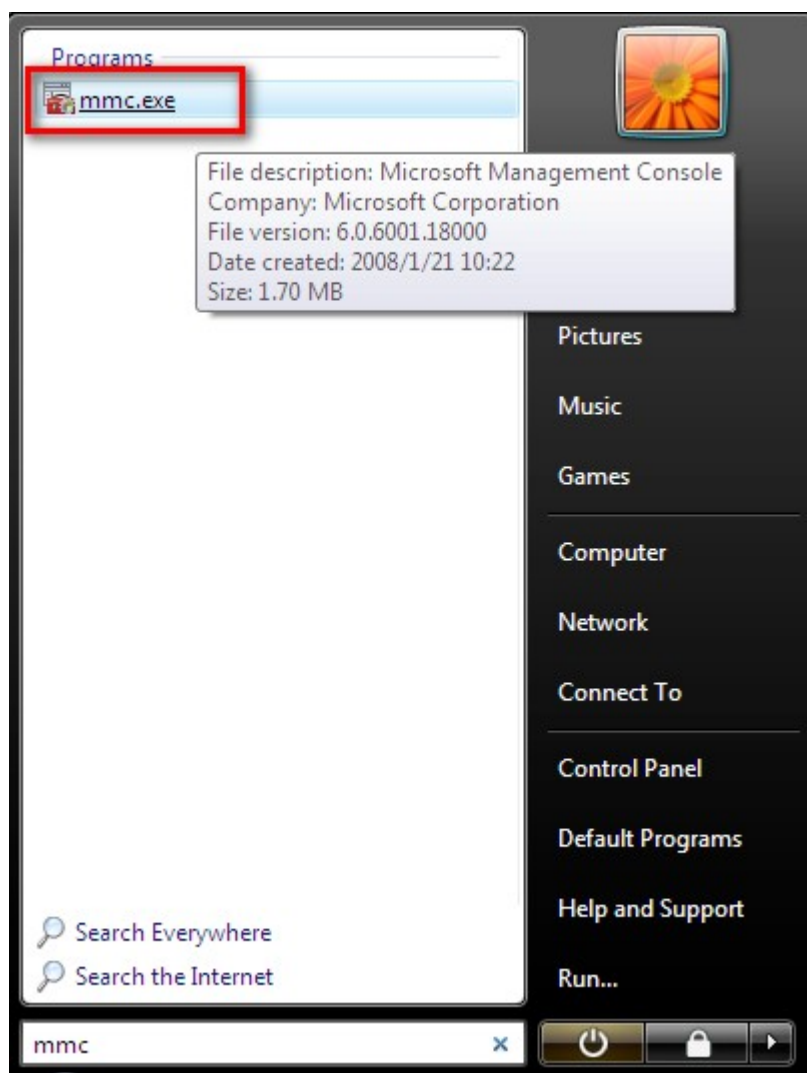 Programs
mmc.exe
File description: Microsoft Management Console
Company: Microsoft Corporation
File version: 6.0.6001.18000
Date created: 2008/1/21 10:22
Size: 1.70 MB
Search Everywhere
Search the Internet
mmc
Pictures
Music
Games
Computer
Network
Connect To
Control Panel
Default Programs
Help and Support
Run...